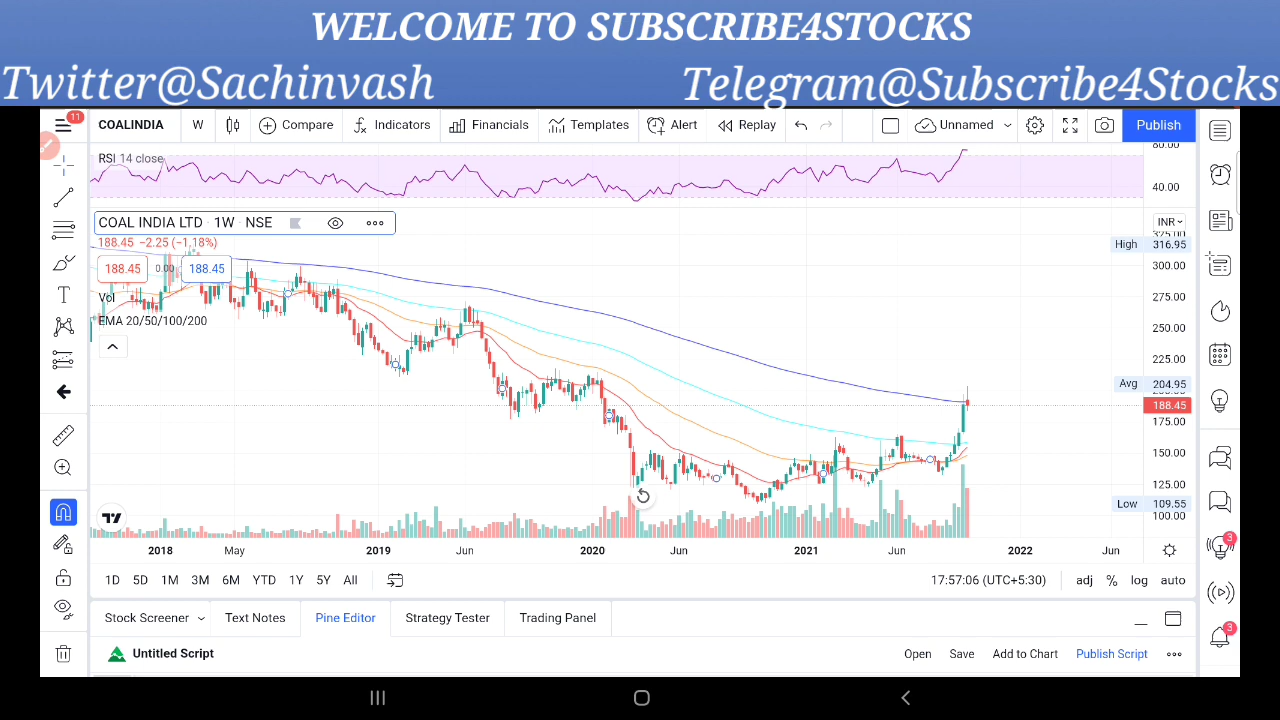 WELCOME TO SUBSCRIBE4STOCKS
Twitter@Sachinvash
Telegram@Subscribe4Stocks
11
COALINDIA
W
Compare
Indicators
Financials
Templates
Alert
Replay
Unnamed
Publish
RSI 14 close
80.00
40.00
COAL INDIA LTD · 1W · NSE
INR
188.45 −2.25 (−1.18%)
325.00
High 316.95
188.45 0.00 188.45
300.00
Vol
275.00
EMA 20/50/100/200
250.00
225.00
Avg 204.95
188.45
175.00
150.00
125.00
Low 109.55
100.00
2018 May 2019 Jun 2020 Jun 2021 Jun 2022 Jun
3
1D 5D 1M 3M 6M YTD 1Y 5Y All
17:57:06 (UTC+5:30)
adj % log auto
Stock Screener
Text Notes
Pine Editor
Strategy Tester
Trading Panel
3
Untitled Script
Open
Save
Add to Chart
Publish Script